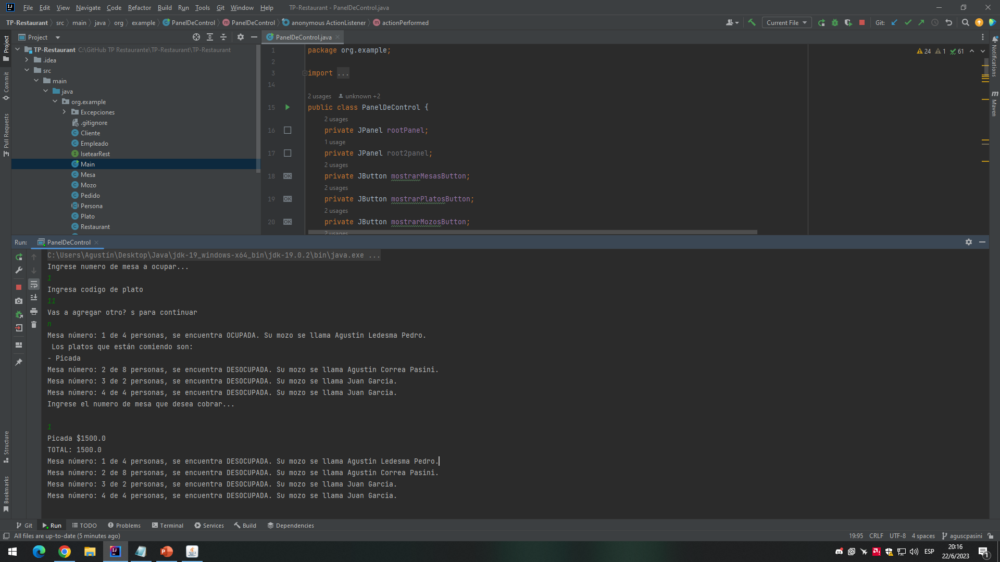 File Edit View Navigate Code Refactor Build Run Tools Git Window Help TP-Restaurant - PanelDeControl.java
TP-Restaurant src main java org example PanelDeControl PanelDeControl anonymous ActionListener actionPerformed Current File Git:
Project PanelDeControl.java
TP-Restaurant C:\GitHub TP Restaurante\TP-Restaurant\TP-Restaurant
.idea
src
main
java
org.example
Excepciones
.gitignore
Cliente
Empleado
IsetearRest
Main
Mesa
Mozo
Pedido
Persona
Plato
Restaurant
Project
Commit
Pull Requests
Structure
Bookmarks
1 package org.example;
2
3 import ...
14
2 usages unknown +2
15 public class PanelDeControl {
2 usages
16 private JPanel rootPanel;
1 usage
17 private JPanel root2panel;
2 usages
18 OK private JButton mostrarMesasButton;
2 usages
19 OK private JButton mostrarPlatosButton;
2 usages
20 OK private JButton mostrarMozosButton;
2 usages
24 1 61
Notifications
Maven
Run: PanelDeControl
C:\Users\Agustin\Desktop\Java\jdk-19_windows-x64_bin\jdk-19.0.2\bin\java.exe ...
Ingrese numero de mesa a ocupar...
1
Ingresa codigo de plato
11
Vas a agregar otro? s para continuar
n
Mesa número: 1 de 4 personas, se encuentra OCUPADA. Su mozo se llama Agustin Ledesma Pedro.
Los platos que están comiendo son:
- Picada
Mesa número: 2 de 8 personas, se encuentra DESOCUPADA. Su mozo se llama Agustin Correa Pasini.
Mesa número: 3 de 2 personas, se encuentra DESOCUPADA. Su mozo se llama Juan Garcia.
Mesa número: 4 de 4 personas, se encuentra DESOCUPADA. Su mozo se llama Juan Garcia.
Ingrese el numero de mesa que desea cobrar...
1
Picada $1500.0
TOTAL: 1500.0
Mesa número: 1 de 4 personas, se encuentra DESOCUPADA. Su mozo se llama Agustin Ledesma Pedro.
Mesa número: 2 de 8 personas, se encuentra DESOCUPADA. Su mozo se llama Agustin Correa Pasini.
Mesa número: 3 de 2 personas, se encuentra DESOCUPADA. Su mozo se llama Juan Garcia.
Mesa número: 4 de 4 personas, se encuentra DESOCUPADA. Su mozo se llama Juan Garcia.
Git Run TODO Problems Terminal Services Build Dependencies
All files are up-to-date (5 minutes ago) 19:95 CRLF UTF-8 4 spaces aguscpasini
ESP 20:16
22/6/2023 1